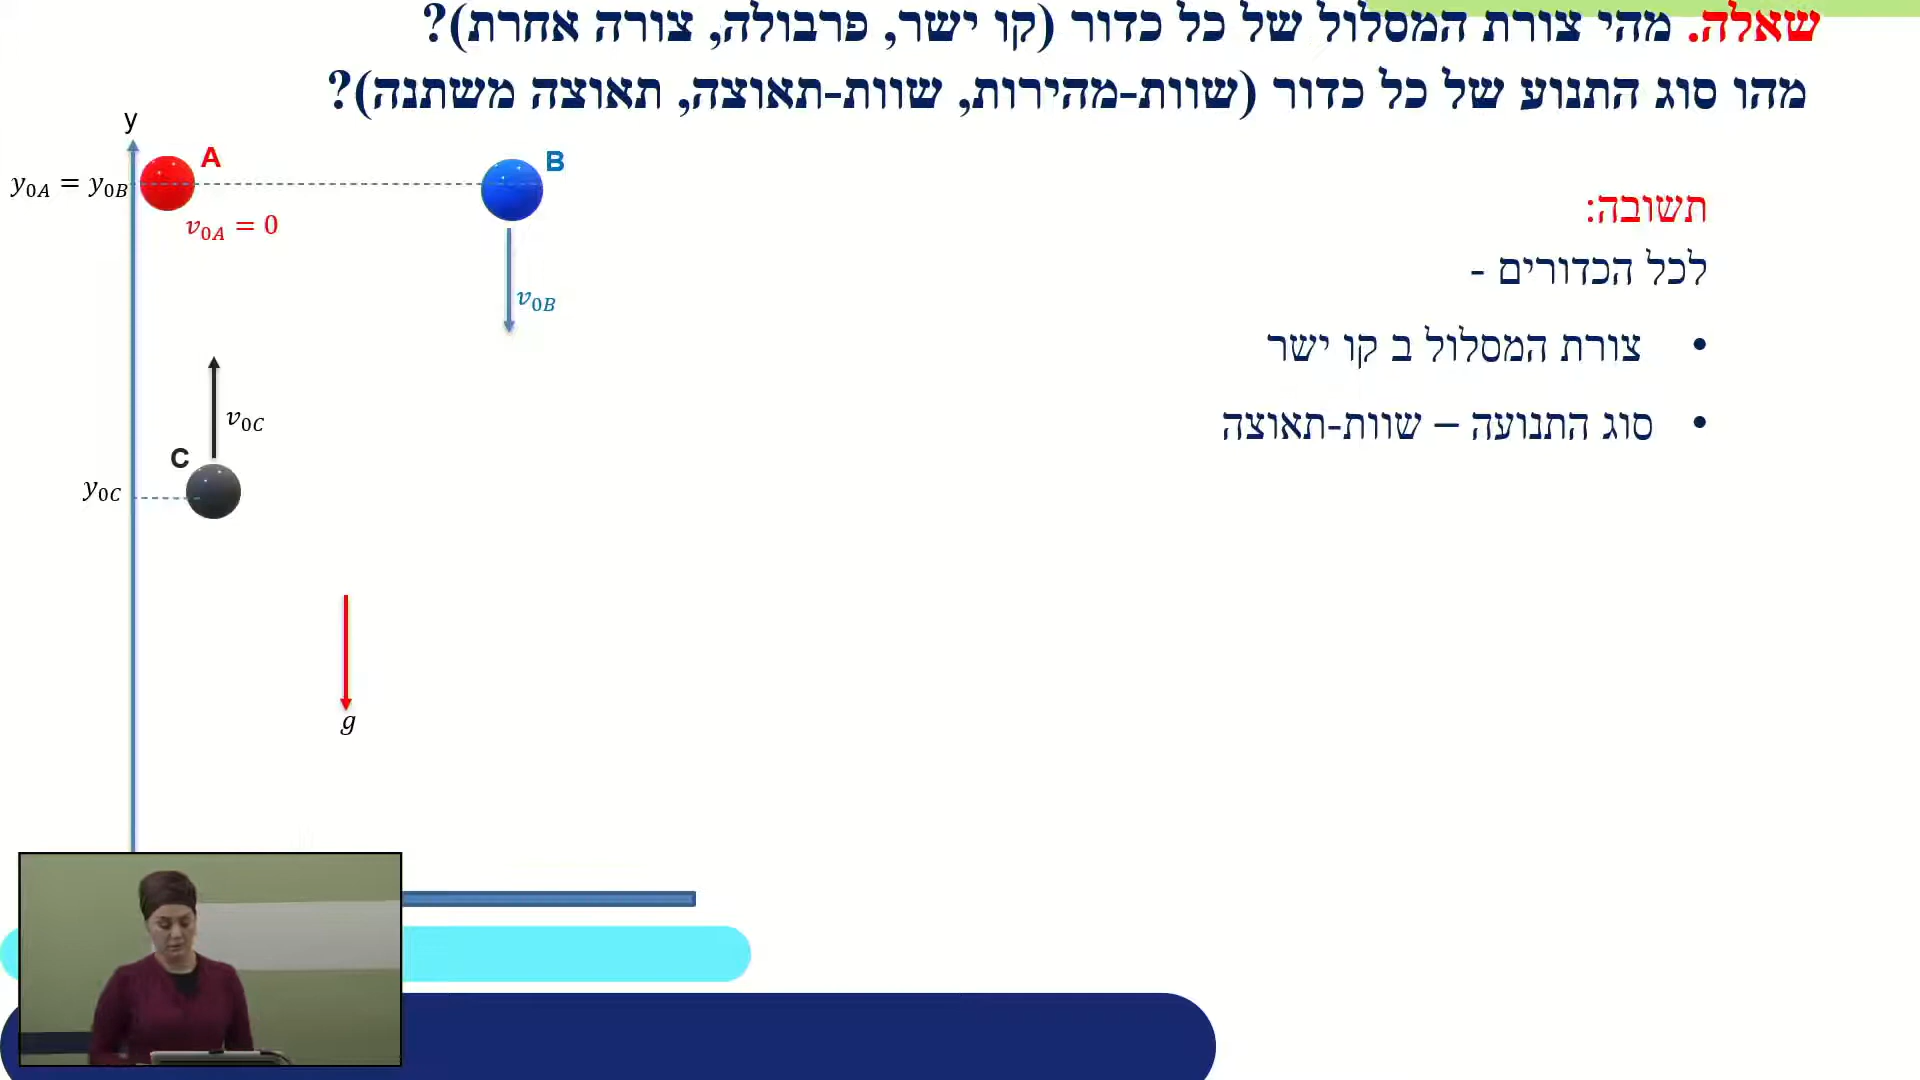 שאלה. מהי צורת המסלול של כל כדור (קו ישר, פרבולה, צורה אחרת)?
מהו סוג התנוע של כל כדור (שוות-מהירות, שוות-תאוצה, תאוצה משתנה)?
y
A
B
y₀A = y₀B
v₀A = 0
v₀B
v₀C
C
y₀C
g
תשובה:
לכל הכדורים -
• צורת המסלול ב קו ישר
• סוג התנועה – שוות-תאוצה